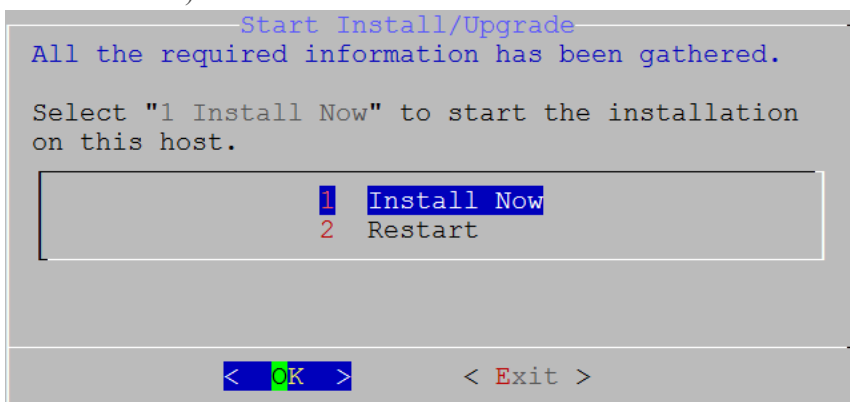 Start Install/Upgrade
All the required information has been gathered.
Select "1 Install Now" to start the installation
on this host.
1 Install Now
2 Restart
< OK > < Exit >